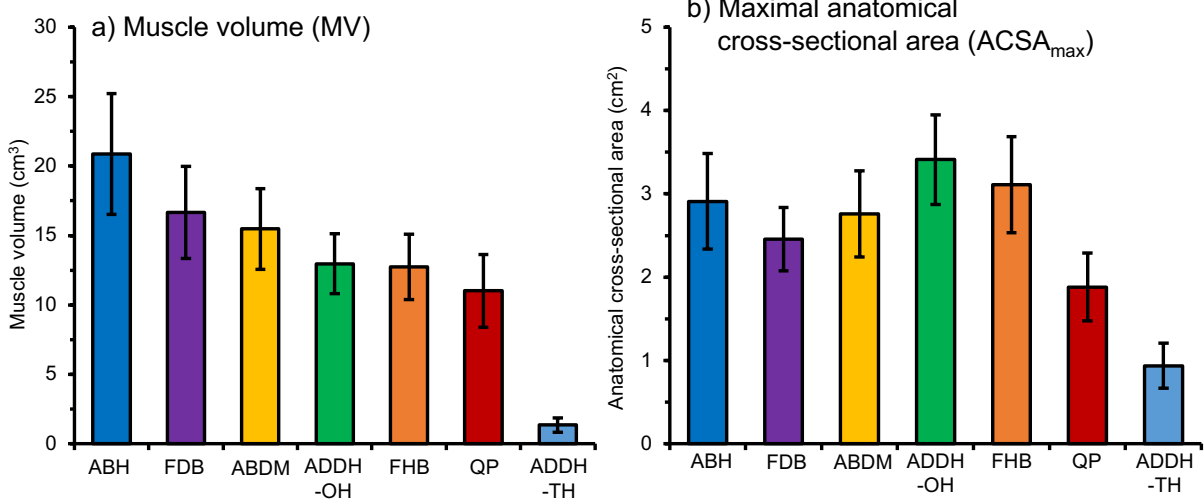 a) Muscle volume (MV)
Muscle volume (cm³)
30
25
20
15
10
5
0
ABH
FDB
ABDM
ADDH
-OH
FHB
QP
ADDH
-TH
b) Maximal anatomical
cross-sectional area (ACSAmax)
Anatomical cross-sectional area (cm²)
5
4
3
2
1
0
ABH
FDB
ABDM
ADDH
-OH
FHB
QP
ADDH
-TH